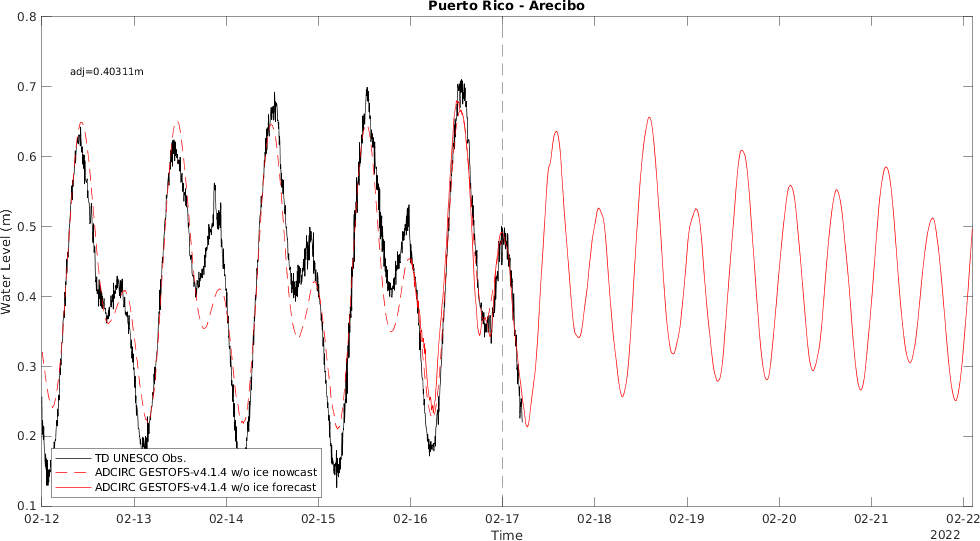 Puerto Rico - Arecibo
0.8
0.7
0.6
0.5
0.4
0.3
0.2
0.1
Water Level (m)
adj=0.40311m
TD UNESCO Obs.
ADCIRC GESTOFS-v4.1.4 w/o ice nowcast
ADCIRC GESTOFS-v4.1.4 w/o ice forecast
02-12 02-13 02-14 02-15 02-16 02-17 02-18 02-19 02-20 02-21 02-22
Time
2022